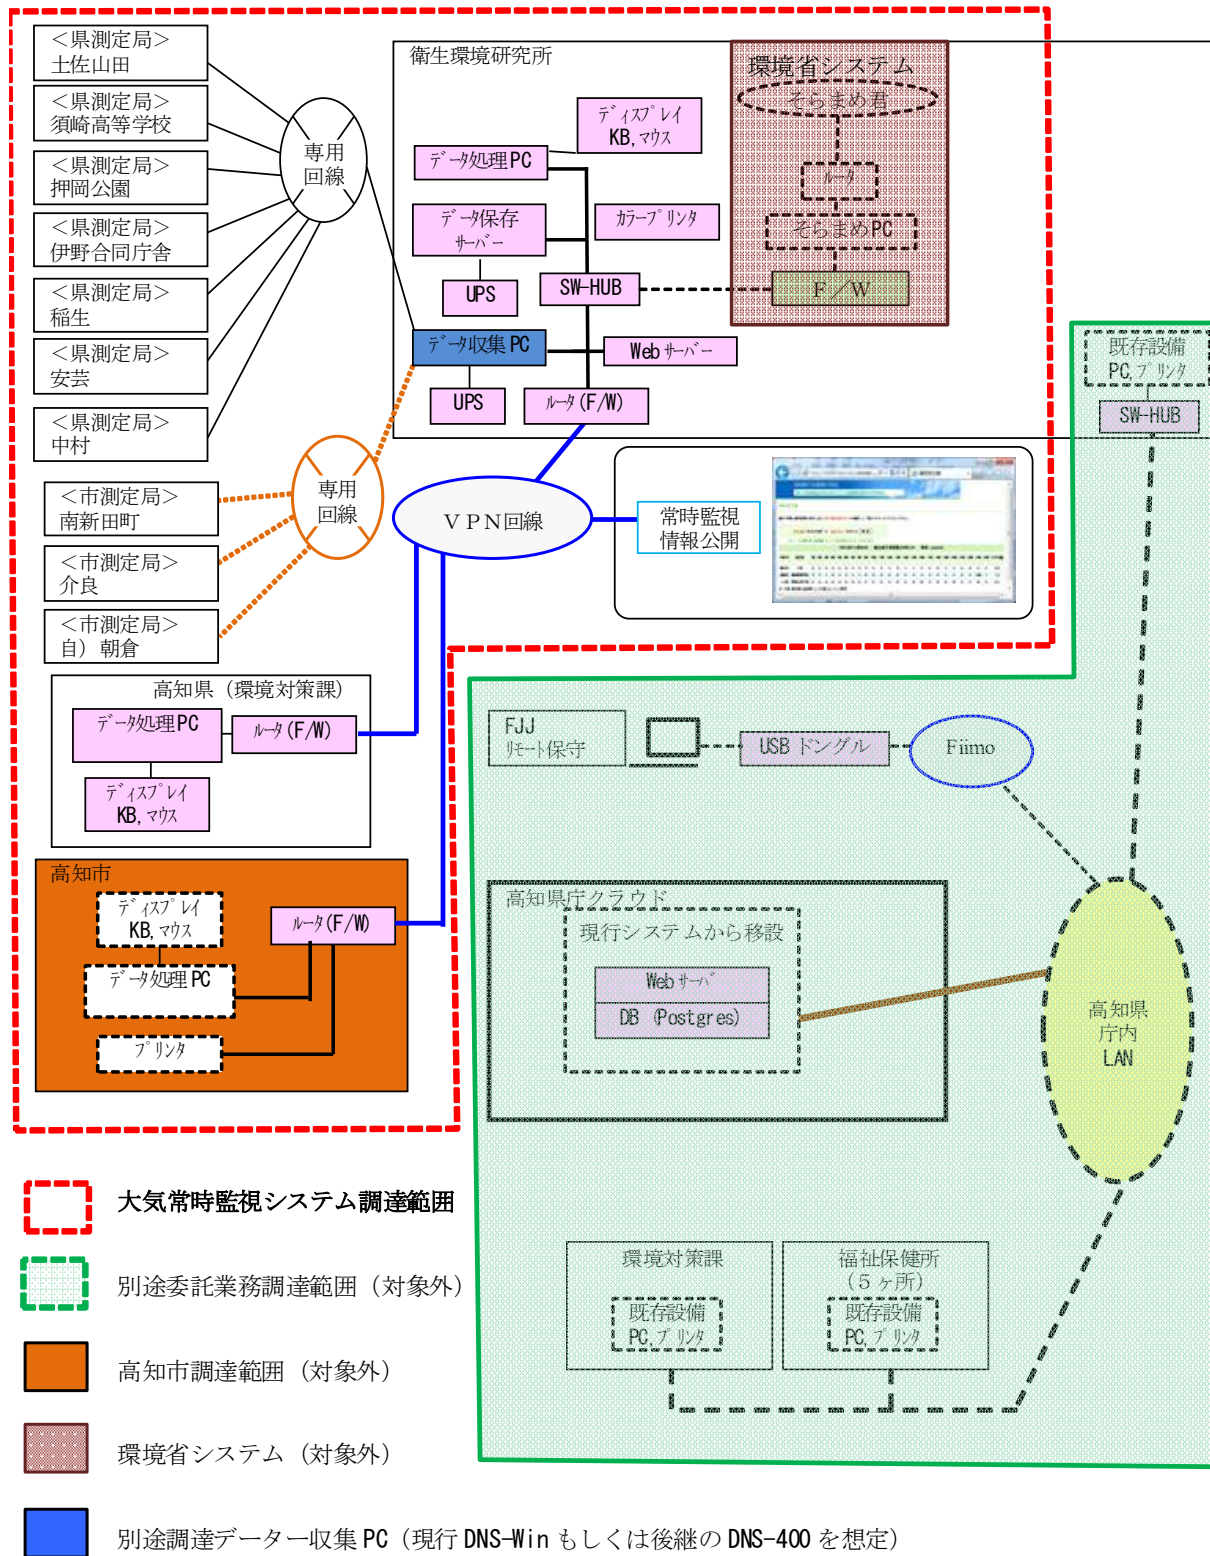 <県測定局>
土佐山田
<県測定局>
須崎高等学校
<県測定局>
押岡公園
<県測定局>
伊野合同庁舎
<県測定局>
稲生
<県測定局>
安芸
<県測定局>
中村
専用
回線
<市測定局>
南新田町
<市測定局>
介良
<市測定局>
自)朝倉
専用
回線
衛生環境研究所
ディスプレイ
KB,マウス
データ処理PC
データ保存
サーバー
カラープリンタ
UPS
SW-HUB
データ収集PC
Webサーバー
UPS
ルータ(F/W)
環境省システム
そらまめ君
ルータ
そらまめPC
F/W
既存設備
PC,プリンタ
SW-HUB
VPN回線
常時監視
情報公開
高知県(環境対策課)
データ処理PC
ルータ(F/W)
ディスプレイ
KB,マウス
高知市
ディスプレイ
KB,マウス
ルータ(F/W)
データ処理PC
プリンタ
FJJ
リモート保守
USBドングル
Fiimo
高知県庁クラウド
現行システムから移設
Webサーバ
DB (Postgres)
高知県
庁内
LAN
環境対策課
既存設備
PC,プリンタ
福祉保健所
(5ヶ所)
既存設備
PC,プリンタ
大気常時監視システム調達範囲
別途委託業務調達範囲(対象外)
高知市調達範囲(対象外)
環境省システム(対象外)
別途調達データー収集PC(現行DNS-Winもしくは後継のDNS-400を想定)